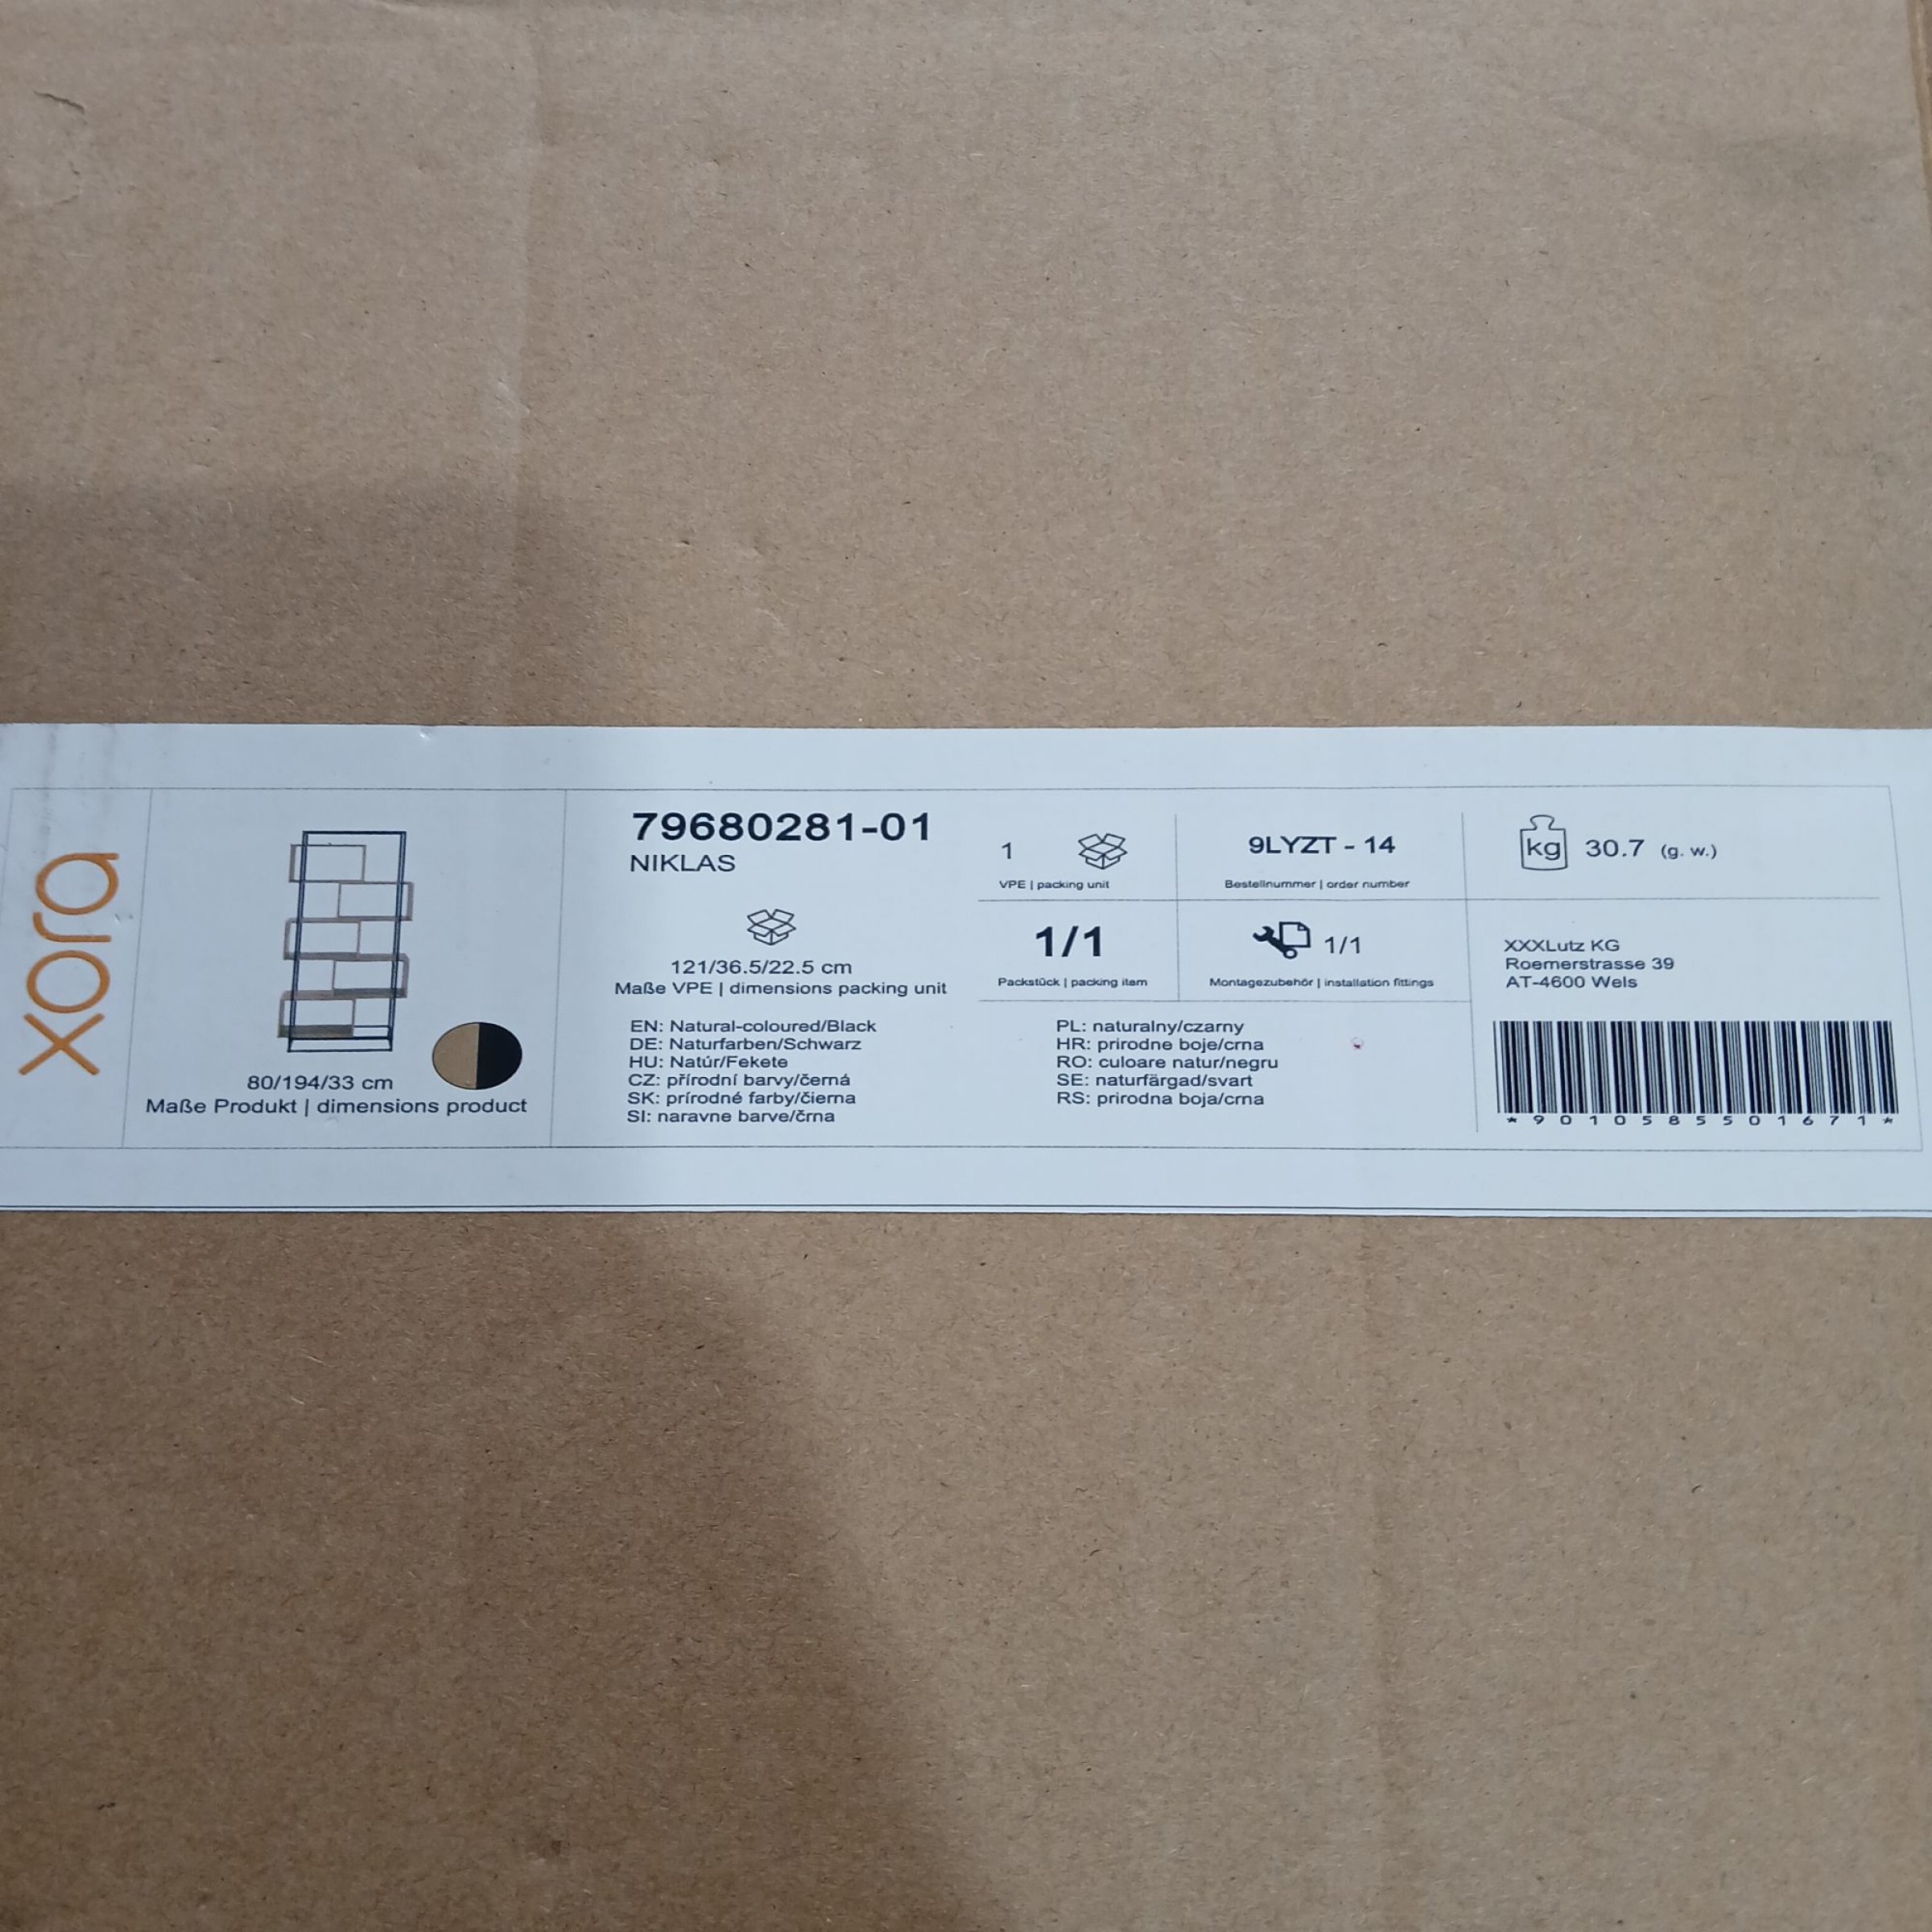 xora
80/194/33 cm
Maße Produkt | dimensions product
79680281-01
NIKLAS
121/36.5/22.5 cm
Maße VPE | dimensions packing unit
1
VPE | packing unit
9LYZT - 14
Bestellnummer | order number
kg 30.7 (g. w.)
1/1
Packstück | packing item
1/1
Montagezubehör | installation fittings
XXXLutz KG
Roemerstrasse 39
AT-4600 Wels
EN: Natural-coloured/Black
DE: Naturfarben/Schwarz
HU: Natúr/Fekete
CZ: přírodní barvy/černá
SK: prírodné farby/čierna
SI: naravne barve/črna
PL: naturalny/czarny
HR: prirodne boje/crna
RO: culoare natur/negru
SE: naturfärgad/svart
RS: prirodna boja/crna
*9010585501671*